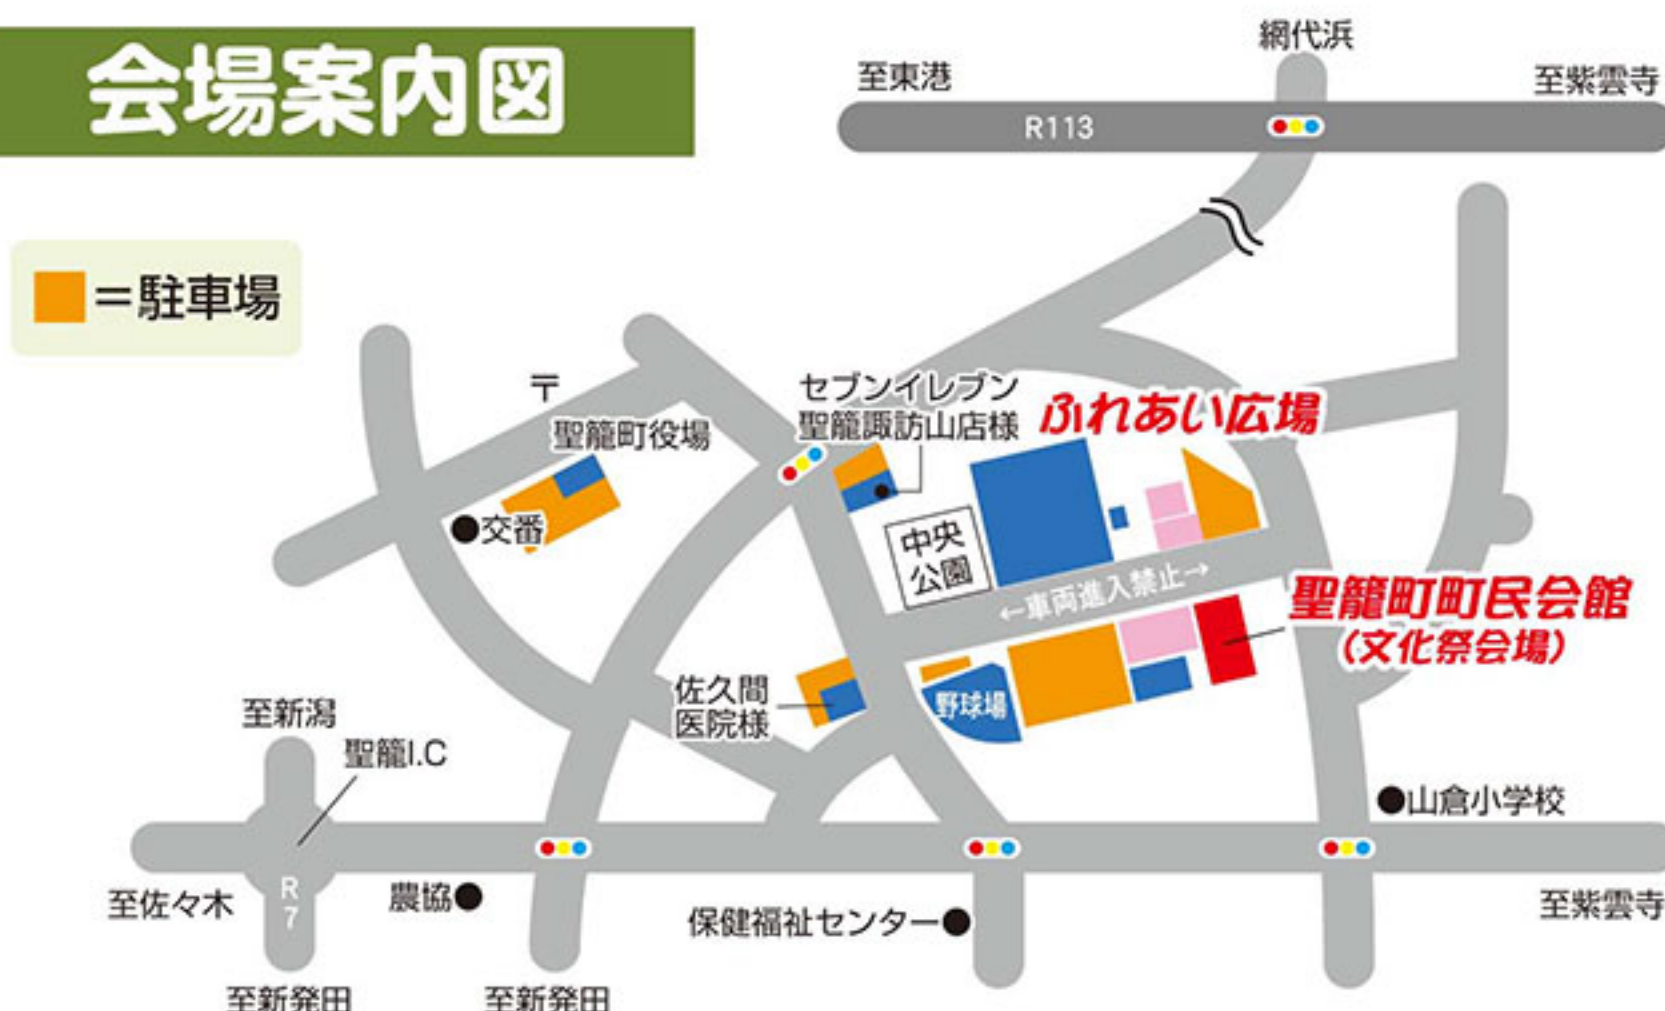 会場案内図
網代浜
至東港
至紫雲寺
R113
=駐車場
〒
聖籠町役場
交番
セブンイレブン
聖籠諏訪山店様
ふれあい広場
中央
公園
←車両進入禁止→
聖籠町町民会館
(文化祭会場)
佐久間
医院様
野球場
至新潟
聖籠I.C
山倉小学校
至佐々木
R
7
農協
保健福祉センター
至紫雲寺
至新発田
至新発田